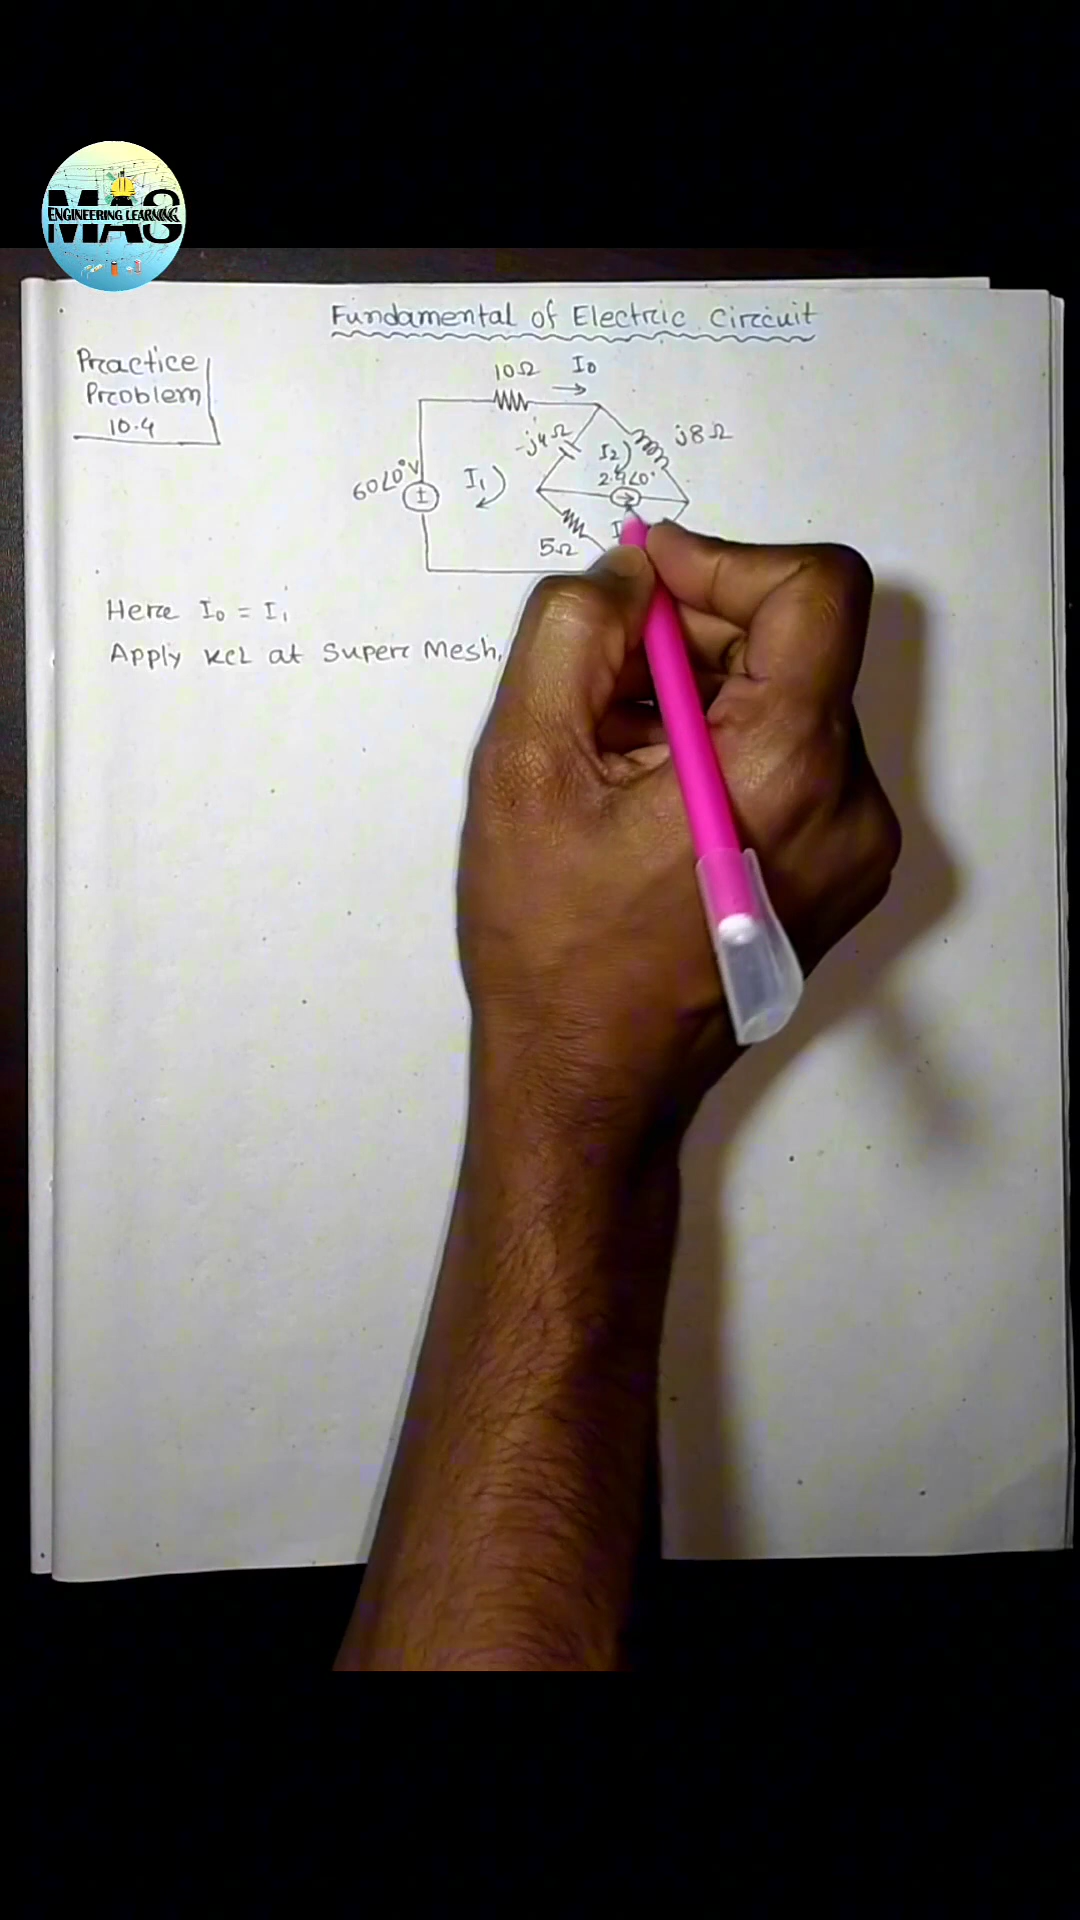 MAS
ENGINEERING LEARNING
Fundamental of Electric Circuit
Practice
Problem
10.4
10Ω
I₀
-j4Ω
j8Ω
I₂
60∠0°V
I₁
2.4∠0°
5Ω
Here I₀ = I₁
Apply KCL at Super Mesh,